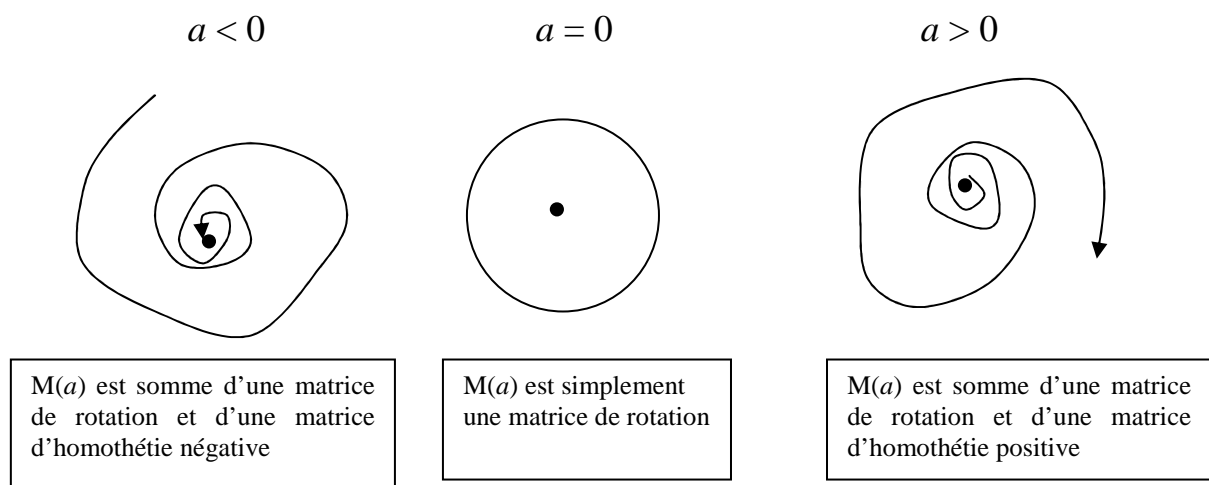 a < 0
a = 0
a > 0
M(a) est somme d’une matrice
de rotation et d’une matrice
d’homothétie négative
M(a) est simplement
une matrice de rotation
M(a) est somme d’une matrice
de rotation et d’une matrice
d’homothétie positive